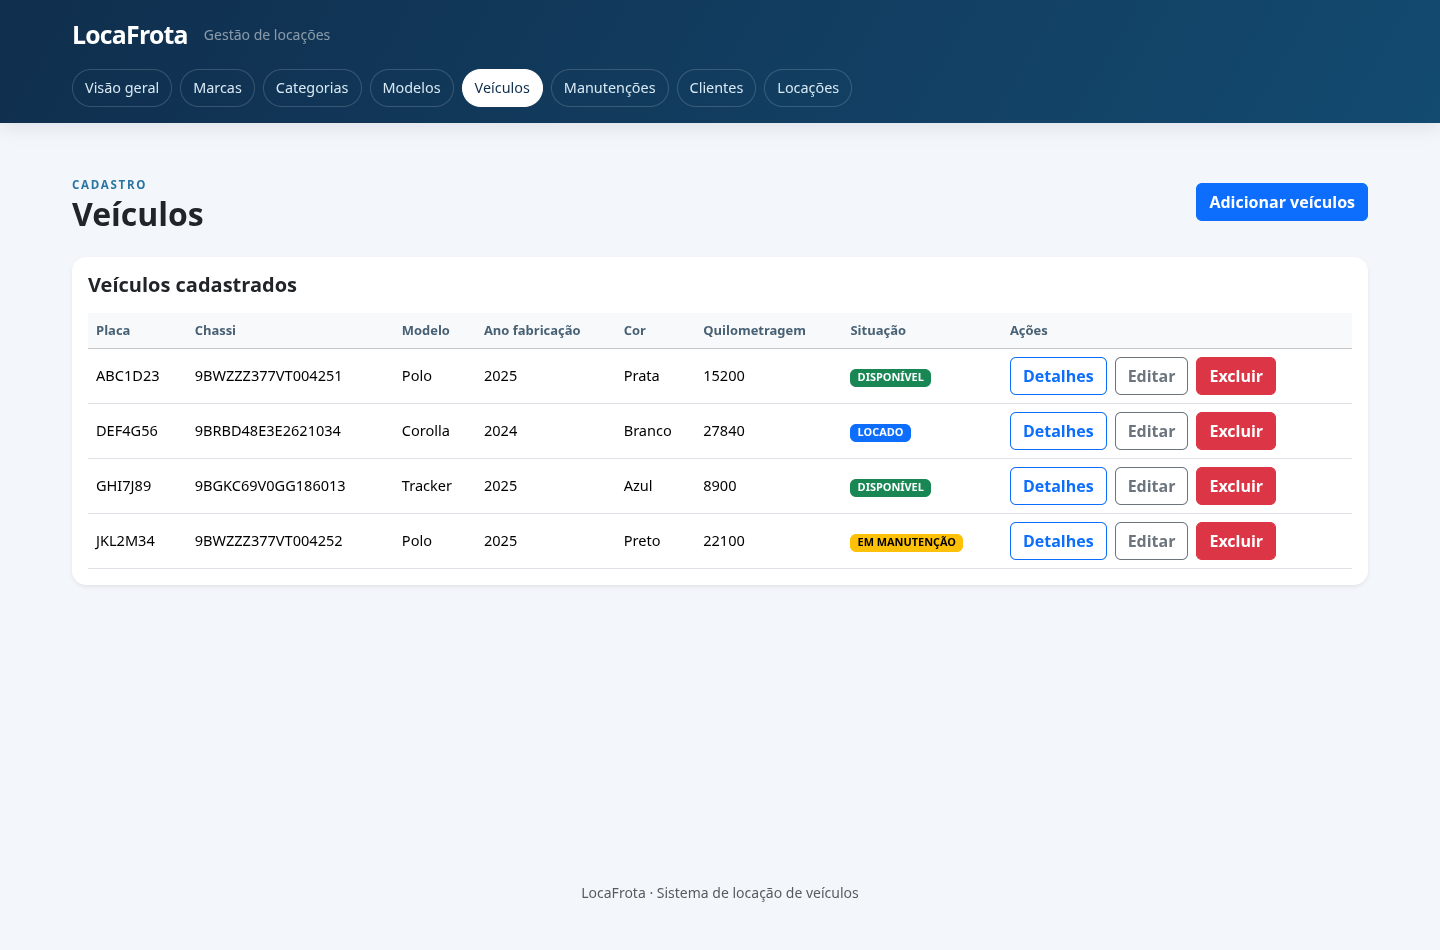 LocaFrota Gestão de locações
Visão geral Marcas Categorias Modelos Veículos Manutenções Clientes Locações
CADASTRO
Veículos
Adicionar veículos
Veículos cadastrados
Placa Chassi Modelo Ano fabricação Cor Quilometragem Situação Ações
ABC1D23 9BWZZZ377VT004251 Polo 2025 Prata 15200 DISPONÍVEL Detalhes Editar Excluir
DEF4G56 9BRBD48E3E2621034 Corolla 2024 Branco 27840 LOCADO Detalhes Editar Excluir
GHI7J89 9BGKC69V0GG186013 Tracker 2025 Azul 8900 DISPONÍVEL Detalhes Editar Excluir
JKL2M34 9BWZZZ377VT004252 Polo 2025 Preto 22100 EM MANUTENÇÃO Detalhes Editar Excluir
LocaFrota · Sistema de locação de veículos